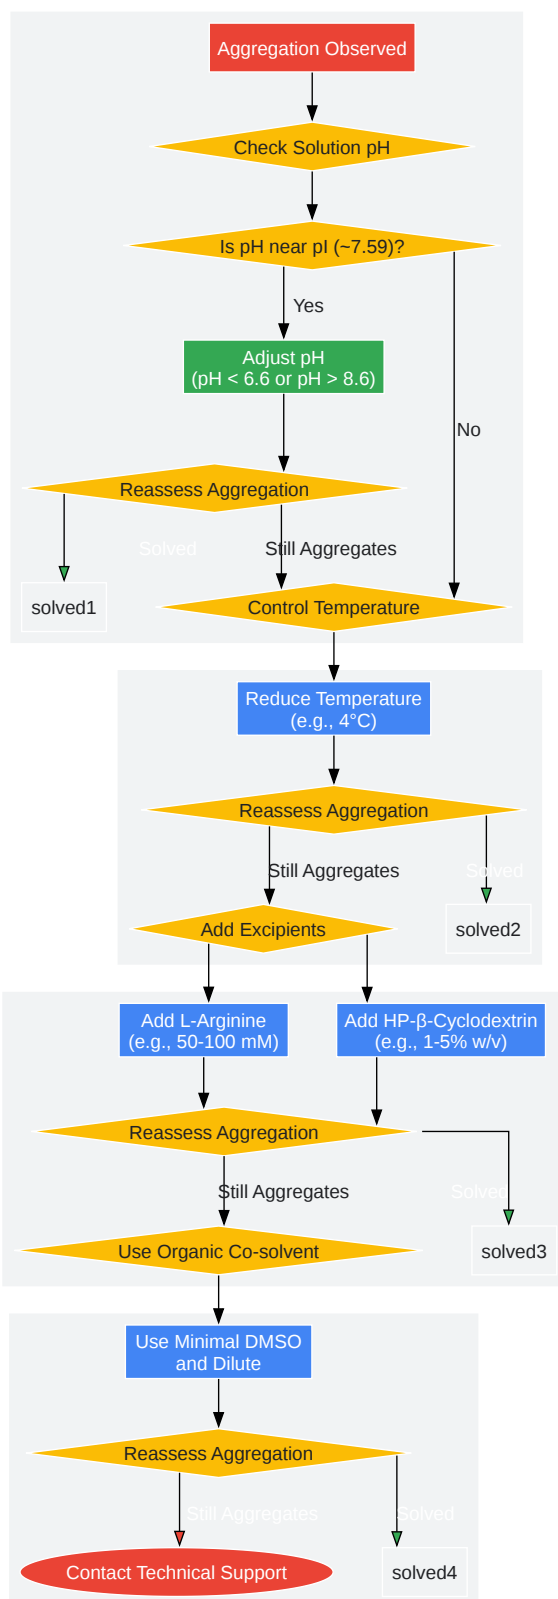 Aggregation Observed
Check Solution pH
Is pH near pI (~7.59)?
Yes
Adjust pH
(pH < 6.6 or pH > 8.6)
No
Reassess Aggregation
Solved
Still Aggregates
solved1
Control Temperature
Reduce Temperature
(e.g., 4°C)
Reassess Aggregation
Still Aggregates
Solved
Add Excipients
solved2
Add L-Arginine
(e.g., 50-100 mM)
Add HP-β-Cyclodextrin
(e.g., 1-5% w/v)
Reassess Aggregation
Still Aggregates
Solved
Use Organic Co-solvent
solved3
Use Minimal DMSO
and Dilute
Reassess Aggregation
Still Aggregates
Solved
Contact Technical Support
solved4